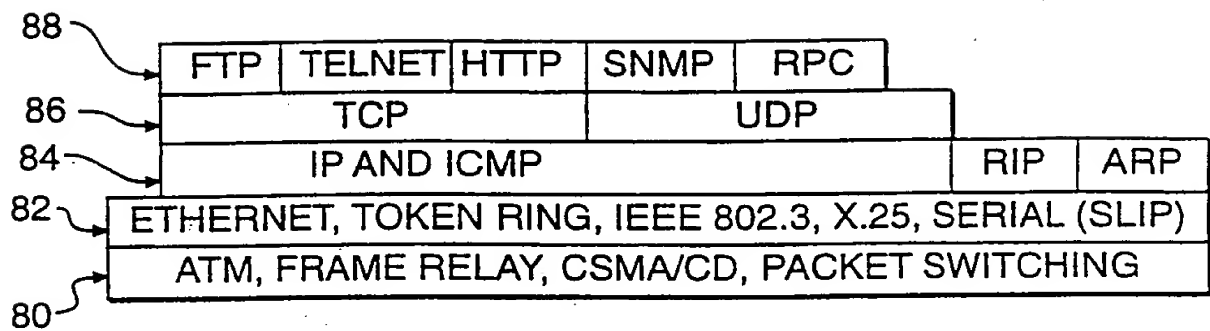 88 FTP TELNET HTTP SNMP RPC
86 TCP UDP
84 IP AND ICMP RIP ARP
82 ETHERNET, TOKEN RING, IEEE 802.3, X.25, SERIAL (SLIP)
80 ATM, FRAME RELAY, CSMA/CD, PACKET SWITCHING